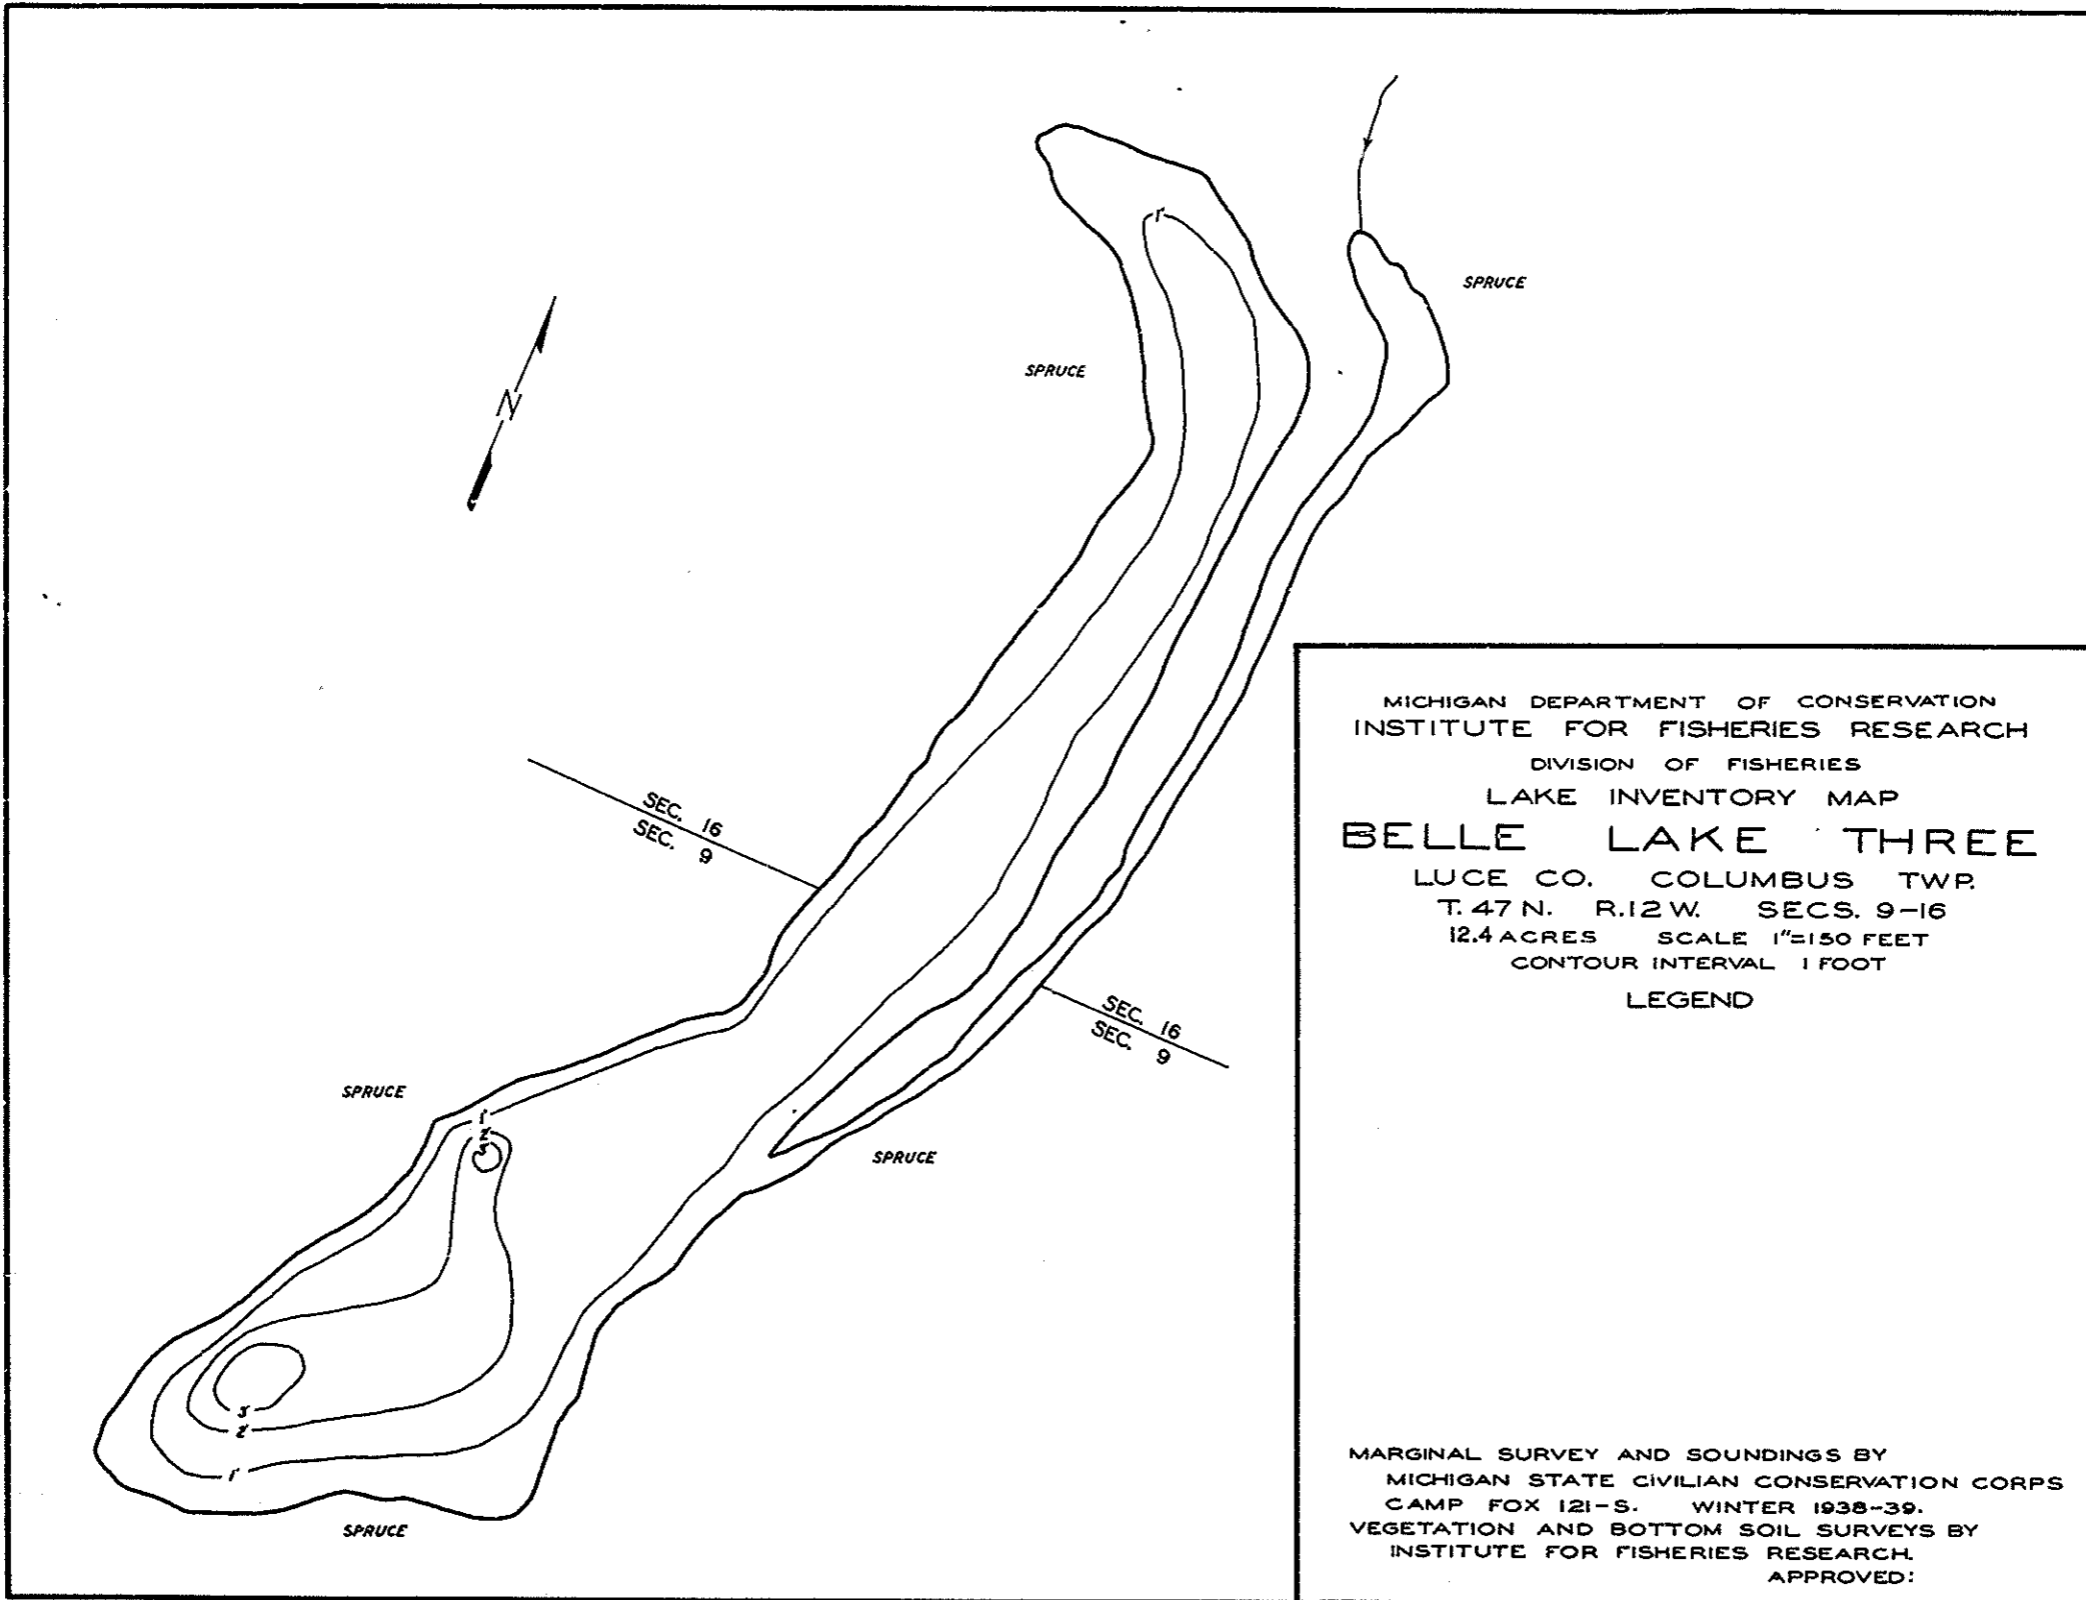 SPRUCE
SPRUCE
N
1'
SEC. 16
SEC. 9
SEC. 16
SEC. 9
SPRUCE
SPRUCE
1'
2'
3
3
2'
1'
SPRUCE
MICHIGAN DEPARTMENT OF CONSERVATION
INSTITUTE FOR FISHERIES RESEARCH
DIVISION OF FISHERIES
LAKE INVENTORY MAP
BELLE LAKE THREE
LUCE CO. COLUMBUS TWP.
T. 47 N. R. 12 W. SECS. 9-16
12.4 ACRES SCALE 1"=150 FEET
CONTOUR INTERVAL 1 FOOT
LEGEND
MARGINAL SURVEY AND SOUNDINGS BY
MICHIGAN STATE CIVILIAN CONSERVATION CORPS
CAMP FOX 121-S. WINTER 1938-39.
VEGETATION AND BOTTOM SOIL SURVEYS BY
INSTITUTE FOR FISHERIES RESEARCH.
APPROVED: